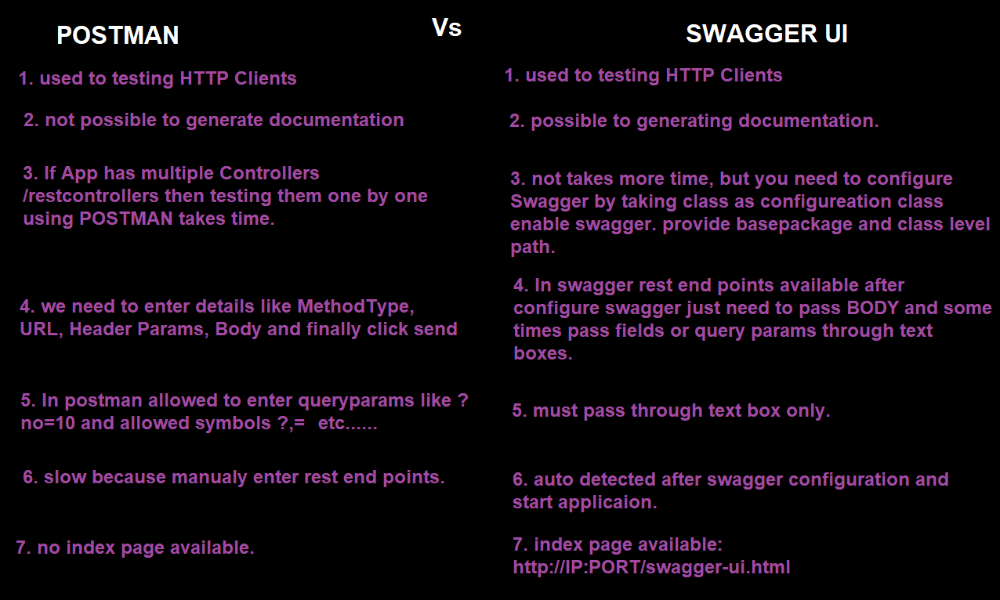 POSTMAN
Vs
SWAGGER UI
1. used to testing HTTP Clients
2. not possible to generate documentation
3. If App has multiple Controllers
/restcontrollers then testing them one by one
using POSTMAN takes time.
4. we need to enter details like MethodType,
URL, Header Params, Body and finally click send
5. In postman allowed to enter queryparams like ?
no=10 and allowed symbols ?,= etc......
6. slow because manualy enter rest end points.
7. no index page available.
1. used to testing HTTP Clients
2. possible to generating documentation.
3. not takes more time, but you need to configure
Swagger by taking class as configureation class
enable swagger. provide basepackage and class level
path.
4. In swagger rest end points available after
configure swagger just need to pass BODY and some
times pass fields or query params through text
boxes.
5. must pass through text box only.
6. auto detected after swagger configuration and
start applicaion.
7. index page available:
http://IP:PORT/swagger-ui.html